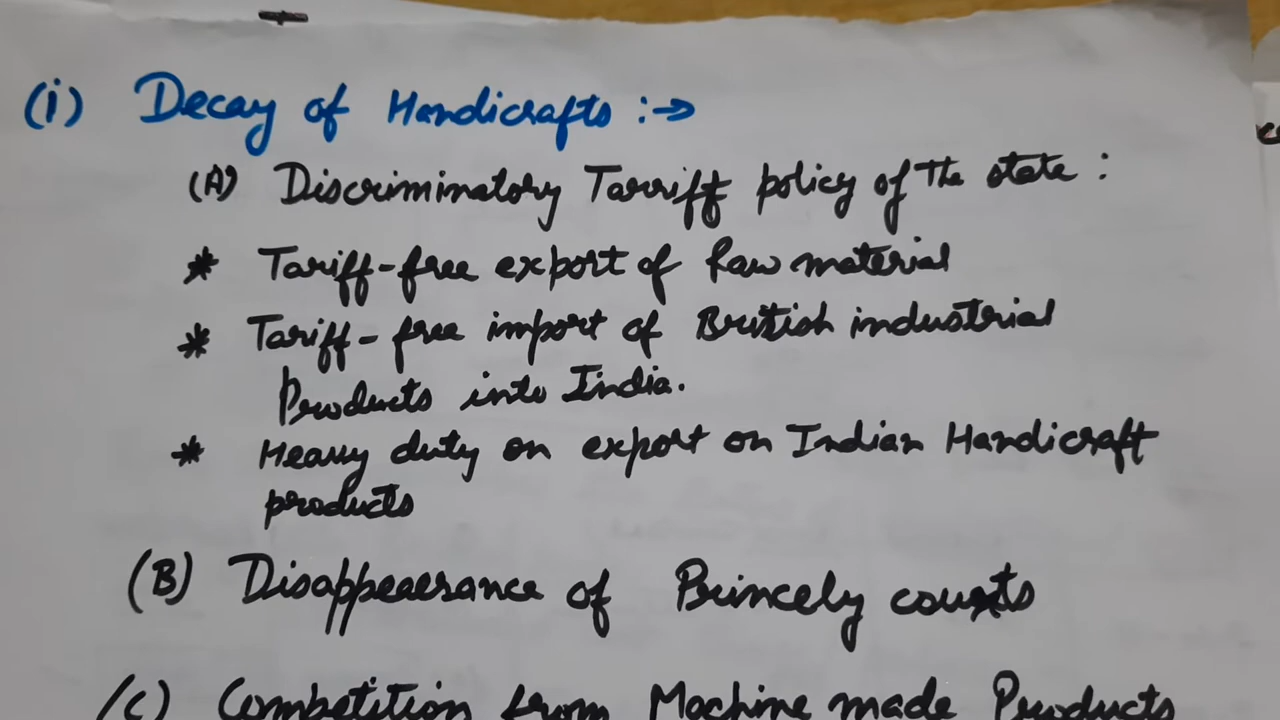 (i) Decay of Handicrafts :→
(A) Discriminatory Tarriff policy of The state :
* Tariff-free export of Raw material
* Tariff-free import of British industrial
Products into India.
* Heavy duty on export on Indian Handicraft
products
(B) Disappearance of Princely courts
(C) Competition from Machine made Products